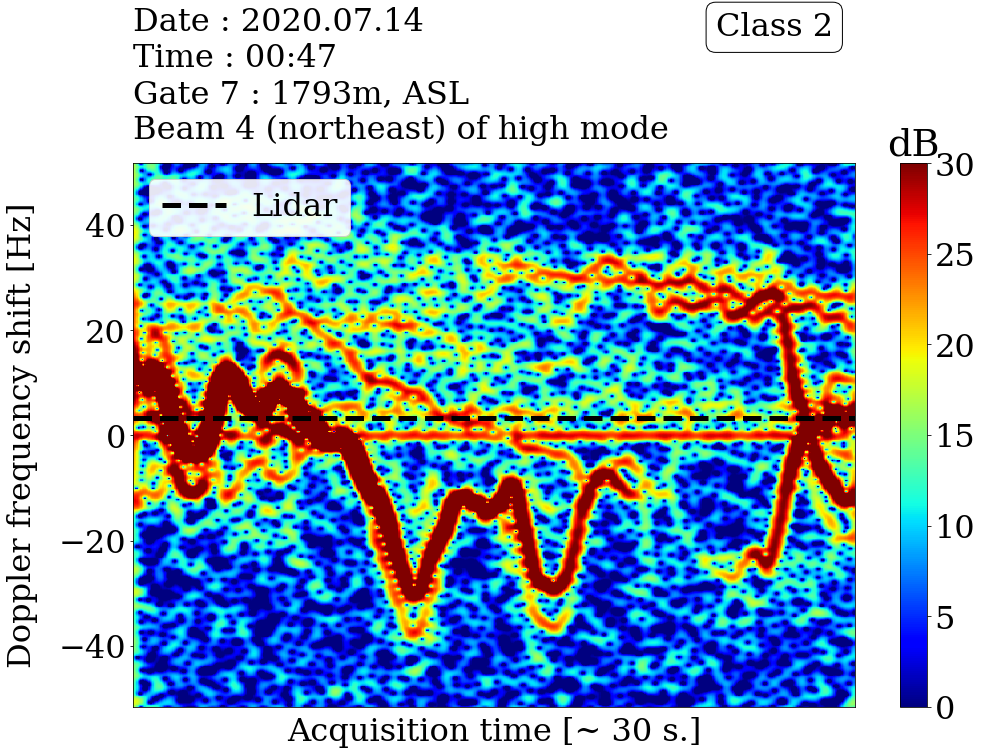 Date : 2020.07.14
Time : 00:47
Gate 7 : 1793m, ASL
Beam 4 (northeast) of high mode
Class 2
dB
Lidar
Doppler frequency shift [Hz]
40
20
0
−20
−40
30
25
20
15
10
5
0
Acquisition time [~ 30 s.]